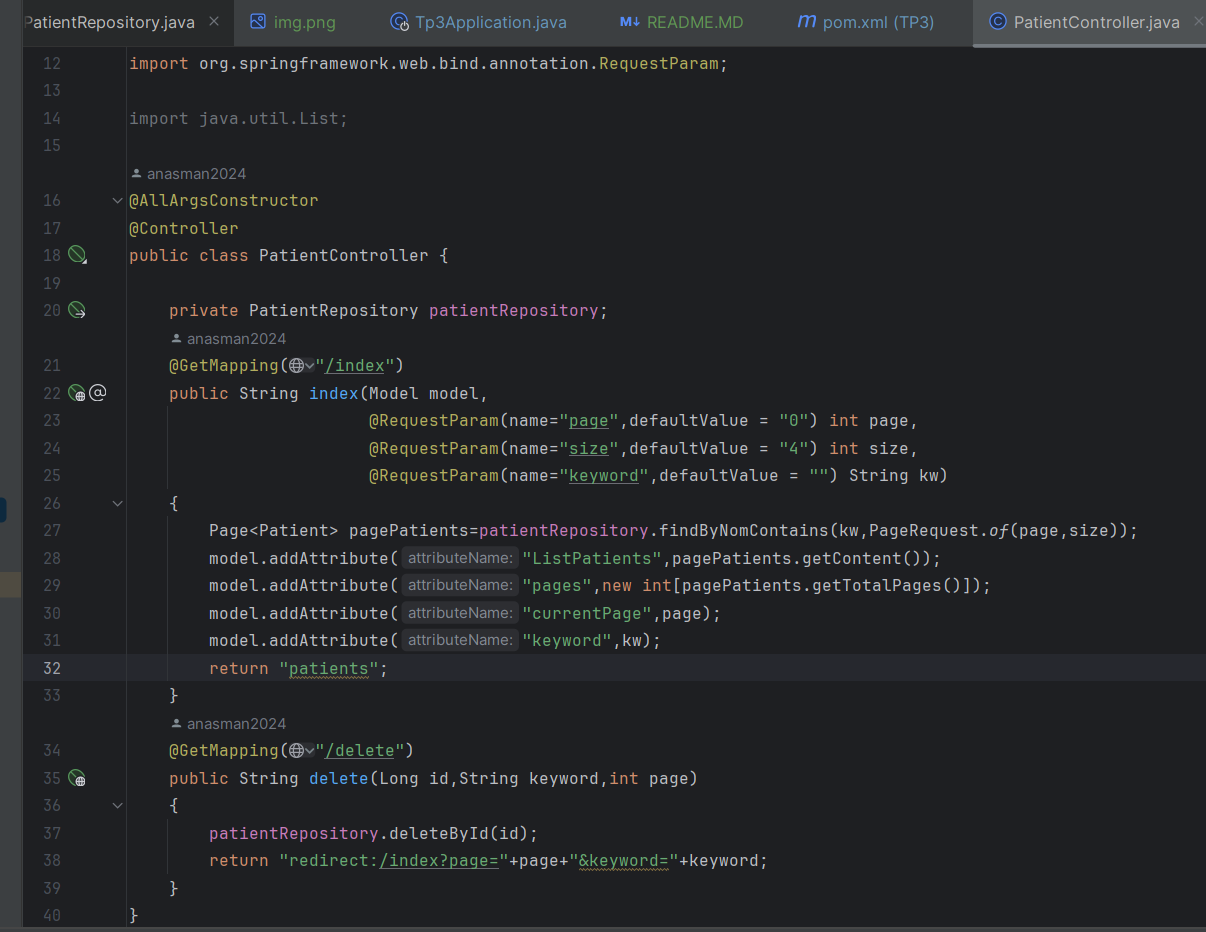 PatientRepository.java × img.png Tp3Application.java M↓ README.MD m pom.xml (TP3) PatientController.java ×
12 import org.springframework.web.bind.annotation.RequestParam;
13
14 import java.util.List;
15
anasman2024
16 @AllArgsConstructor
17 @Controller
18 public class PatientController {
19
20 private PatientRepository patientRepository;
anasman2024
21 @GetMapping("/index")
22 public String index(Model model,
23 @RequestParam(name="page",defaultValue = "0") int page,
24 @RequestParam(name="size",defaultValue = "4") int size,
25 @RequestParam(name="keyword",defaultValue = "") String kw)
26 {
27 Page<Patient> pagePatients=patientRepository.findByNomContains(kw,PageRequest.of(page,size));
28 model.addAttribute( attributeName: "ListPatients",pagePatients.getContent());
29 model.addAttribute( attributeName: "pages",new int[pagePatients.getTotalPages()]);
30 model.addAttribute( attributeName: "currentPage",page);
31 model.addAttribute( attributeName: "keyword",kw);
32 return "patients";
33 }
anasman2024
34 @GetMapping("/delete")
35 public String delete(Long id,String keyword,int page)
36 {
37 patientRepository.deleteById(id);
38 return "redirect:/index?page="+page+"&keyword="+keyword;
39 }
40 }